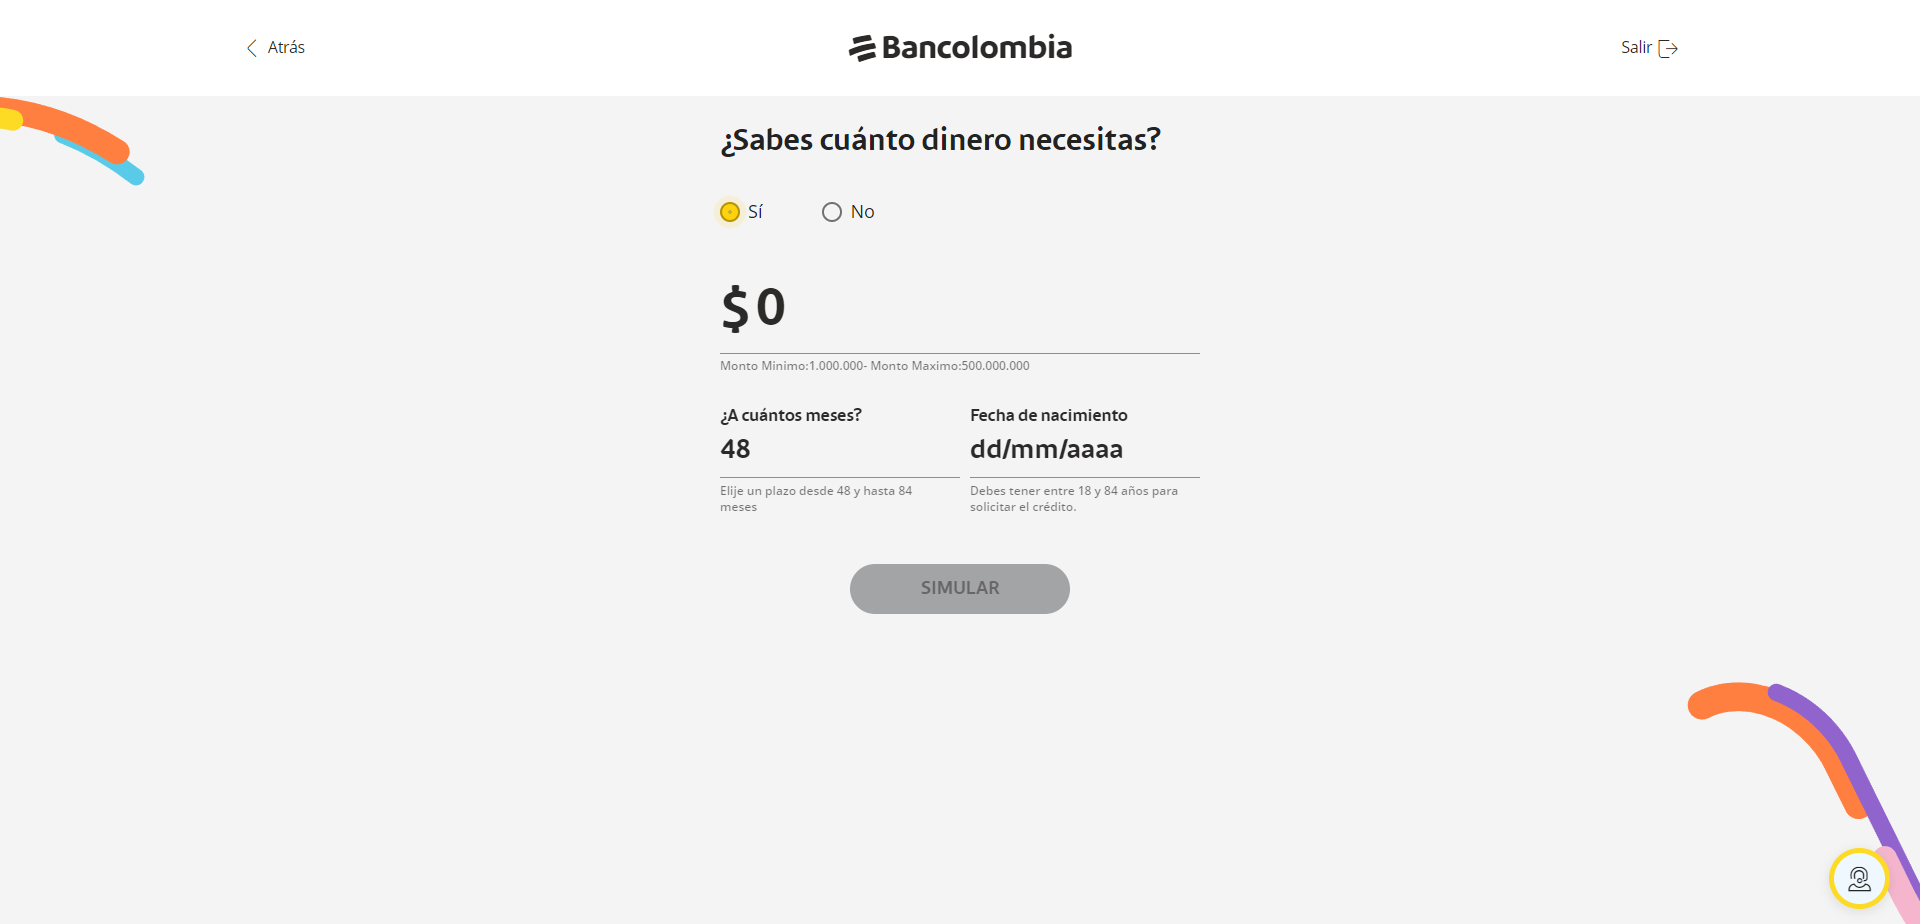 Atrás
Bancolombia
Salir
¿Sabes cuánto dinero necesitas?
Sí
No
$ 0
Monto Minimo:1.000.000- Monto Maximo:500.000.000
¿A cuántos meses?
48
Elije un plazo desde 48 y hasta 84
meses
Fecha de nacimiento
dd/mm/aaaa
Debes tener entre 18 y 84 años para
solicitar el crédito.
SIMULAR